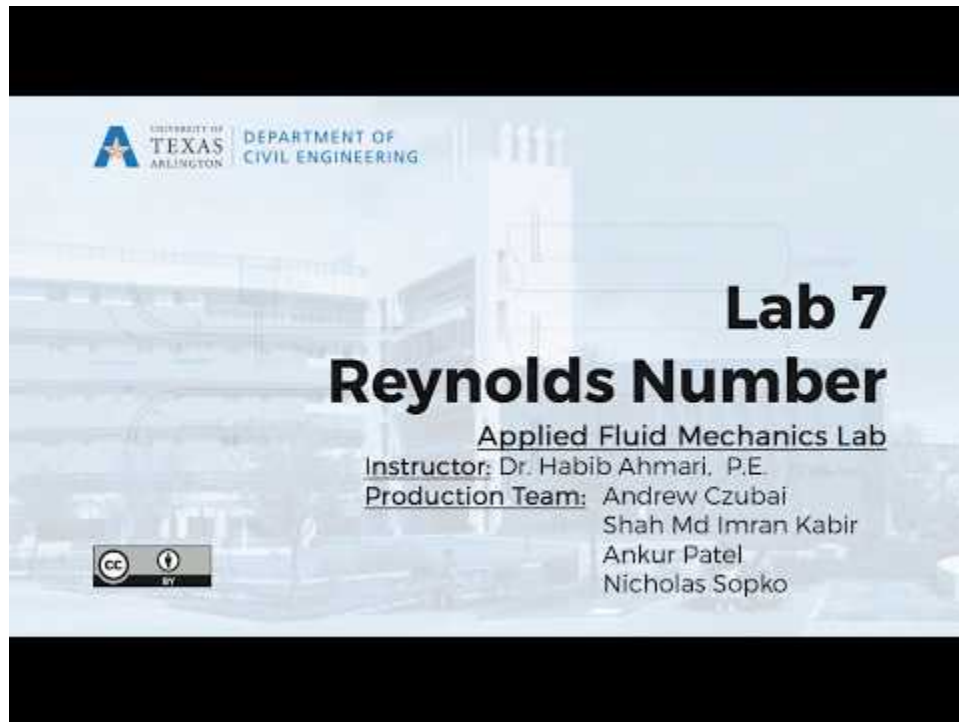 UNIVERSITY OF
TEXAS
ARLINGTON
DEPARTMENT OF
CIVIL ENGINEERING
Lab 7
Reynolds Number
Applied Fluid Mechanics Lab
Instructor: Dr. Habib Ahmari, P.E.
Production Team: Andrew Czubai
Shah Md Imran Kabir
Ankur Patel
Nicholas Sopko
cc
BY